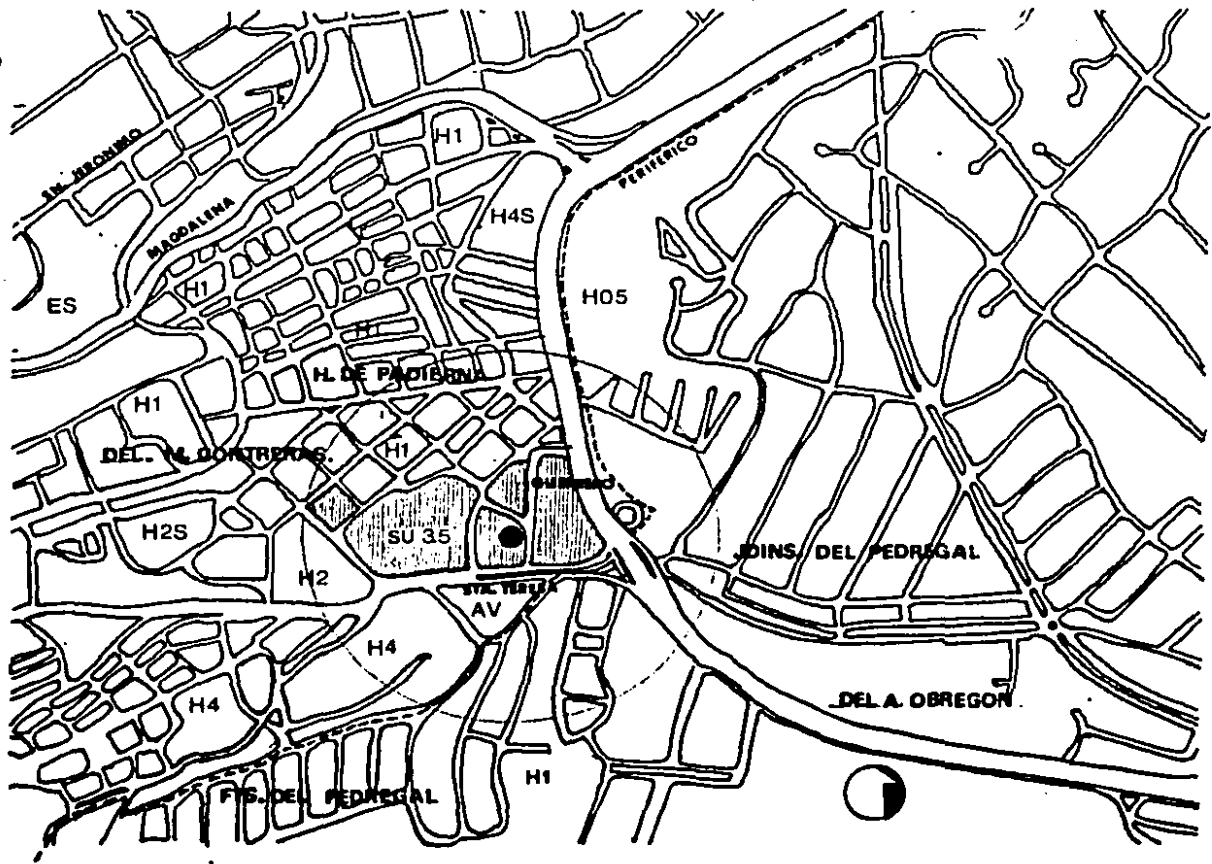 H1
SN. JERONIMO
PERIFERICO
MAGDALENA
H4S
H1
H05
ES
H1
H. DE PADIERNA
H1
H1
DEL. M. CONTRERAS.
SU 3.5
H2S
JDINS. DEL PEDREGAL
H2
STA. TERESA
AV
H4
H4
DEL A. OBREGON
H1
FTS. DEL PEDREGAL